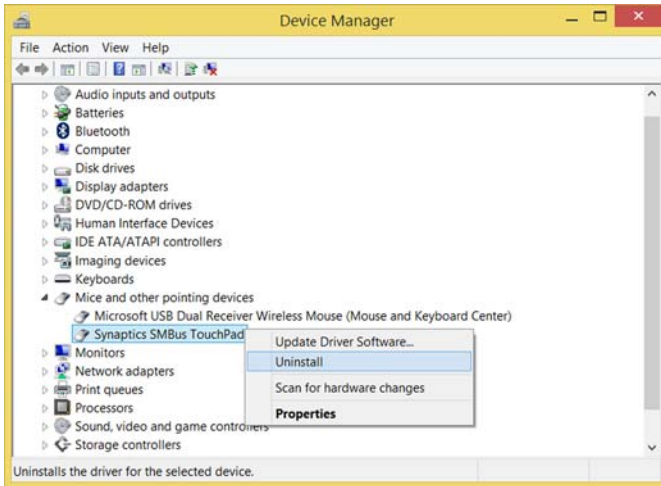 Device Manager
File Action View Help
Audio inputs and outputs
Batteries
Bluetooth
Computer
Disk drives
Display adapters
DVD/CD-ROM drives
Human Interface Devices
IDE ATA/ATAPI controllers
Imaging devices
Keyboards
Mice and other pointing devices
Microsoft USB Dual Receiver Wireless Mouse (Mouse and Keyboard Center)
Synaptics SMBus TouchPad
Update Driver Software...
Uninstall
Scan for hardware changes
Properties
Monitors
Network adapters
Print queues
Processors
Sound, video and game controllers
Storage controllers
Uninstalls the driver for the selected device.